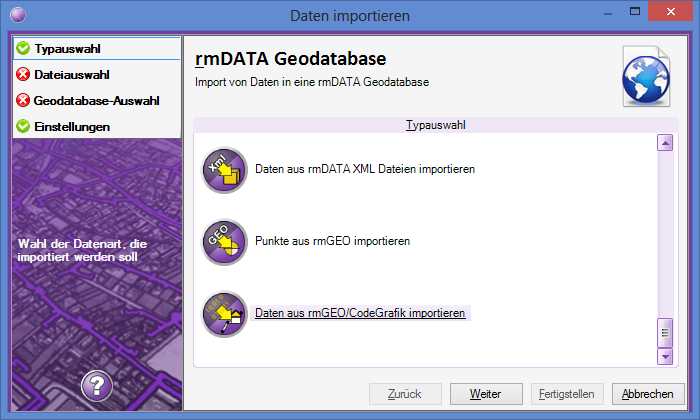 Daten importieren
Typauswahl
Dateiauswahl
Geodatabase-Auswahl
Einstellungen
Wahl der Datenart, die
importiert werden soll
?
rmDATA Geodatabase
Import von Daten in eine rmDATA Geodatabase
Typauswahl
Xml
Daten aus rmDATA XML Dateien importieren
GEO
Punkte aus rmGEO importieren
Daten aus rmGEO/CodeGrafik importieren
Zurück
Weiter
Fertigstellen
Abbrechen